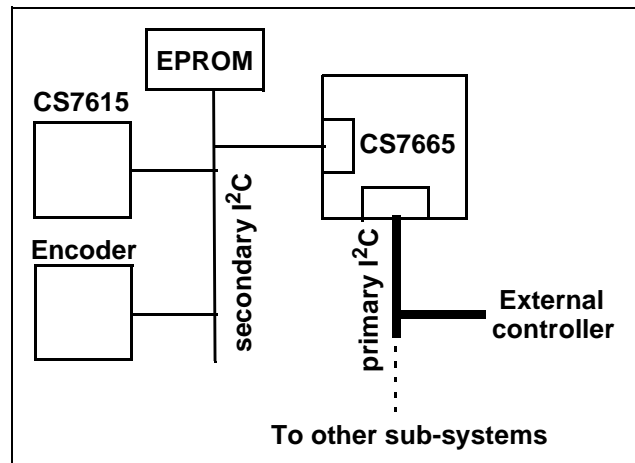 EPROM
CS7615
CS7665
Encoder
secondary I²C
primary I²C
External
controller
To other sub-systems